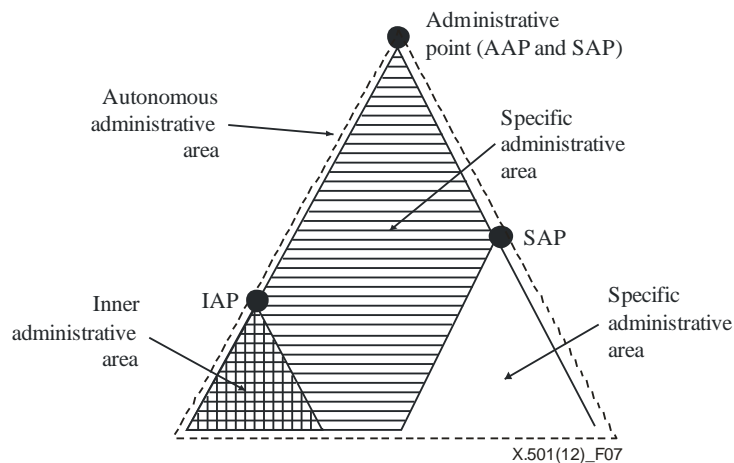 Administrative
point (AAP and SAP)
Autonomous
administrative
area
Specific
administrative
area
SAP
IAP
Inner
administrative
area
Specific
administrative
area
X.501(12)_F07